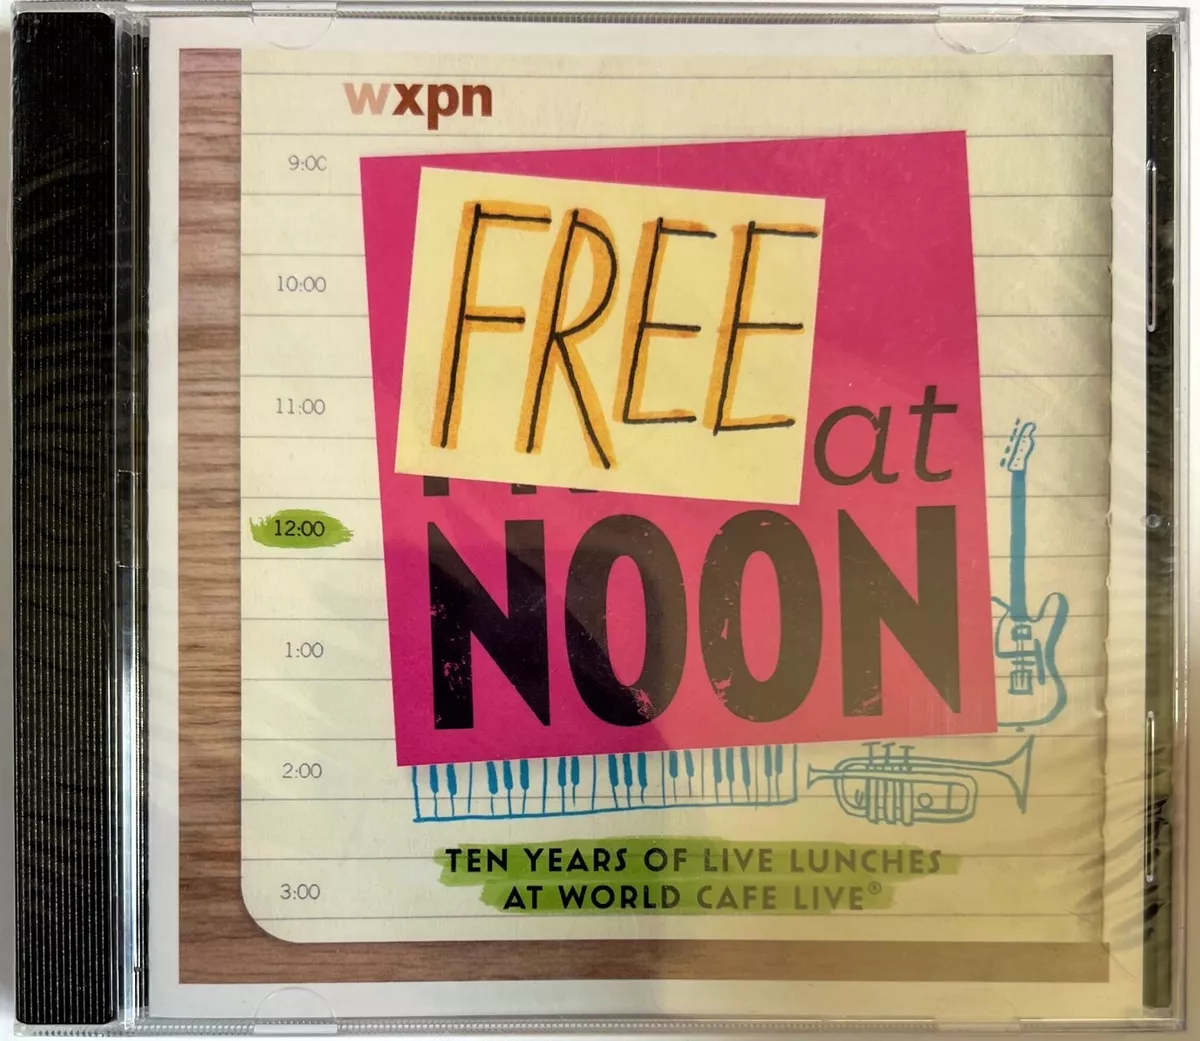 wxpn
9:00
FREE
10:00
11:00
at
12:00
NOON
1:00
2:00
TEN YEARS OF LIVE LUNCHES
AT WORLD CAFE LIVE®
3:00